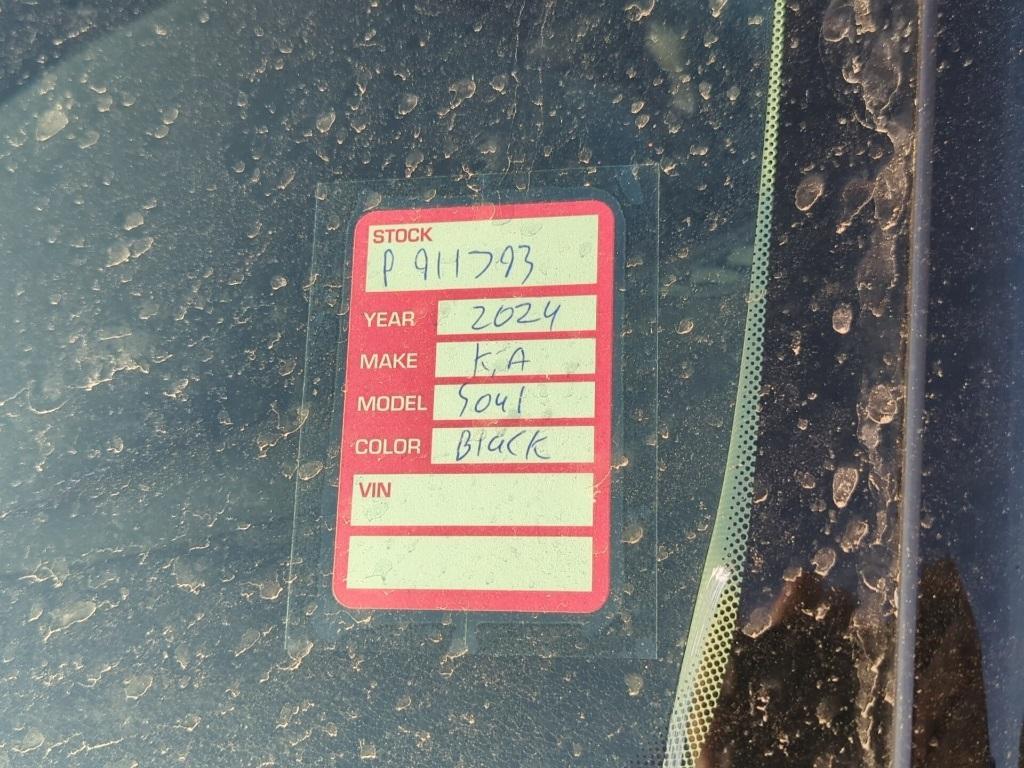 STOCK
P 911793
YEAR 2024
MAKE KIA
MODEL Soul
COLOR Black
VIN